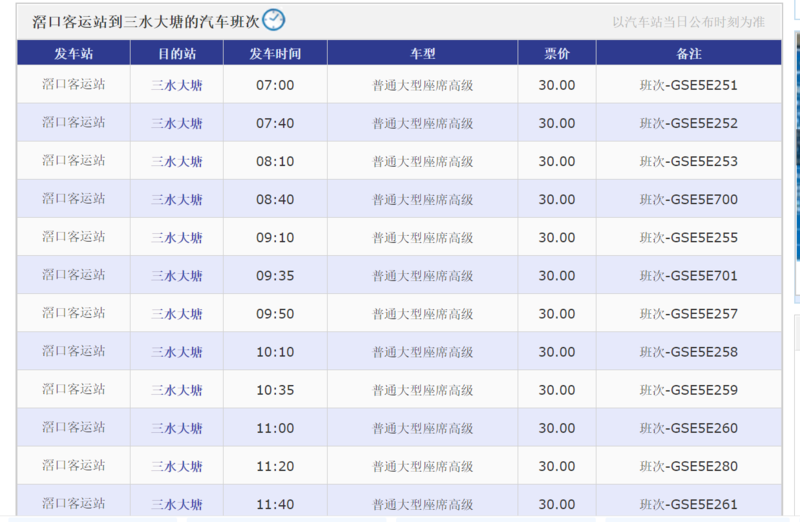 滘口客运站到三水大塘的汽车班次 以汽车站当日公布时刻为准
发车站 目的站 发车时间 车型 票价 备注
滘口客运站 三水大塘 07:00 普通大型座席高级 30.00 班次-GSE5E251
滘口客运站 三水大塘 07:40 普通大型座席高级 30.00 班次-GSE5E252
滘口客运站 三水大塘 08:10 普通大型座席高级 30.00 班次-GSE5E253
滘口客运站 三水大塘 08:40 普通大型座席高级 30.00 班次-GSE5E700
滘口客运站 三水大塘 09:10 普通大型座席高级 30.00 班次-GSE5E255
滘口客运站 三水大塘 09:35 普通大型座席高级 30.00 班次-GSE5E701
滘口客运站 三水大塘 09:50 普通大型座席高级 30.00 班次-GSE5E257
滘口客运站 三水大塘 10:10 普通大型座席高级 30.00 班次-GSE5E258
滘口客运站 三水大塘 10:35 普通大型座席高级 30.00 班次-GSE5E259
滘口客运站 三水大塘 11:00 普通大型座席高级 30.00 班次-GSE5E260
滘口客运站 三水大塘 11:20 普通大型座席高级 30.00 班次-GSE5E280
滘口客运站 三水大塘 11:40 普通大型座席高级 30.00 班次-GSE5E261